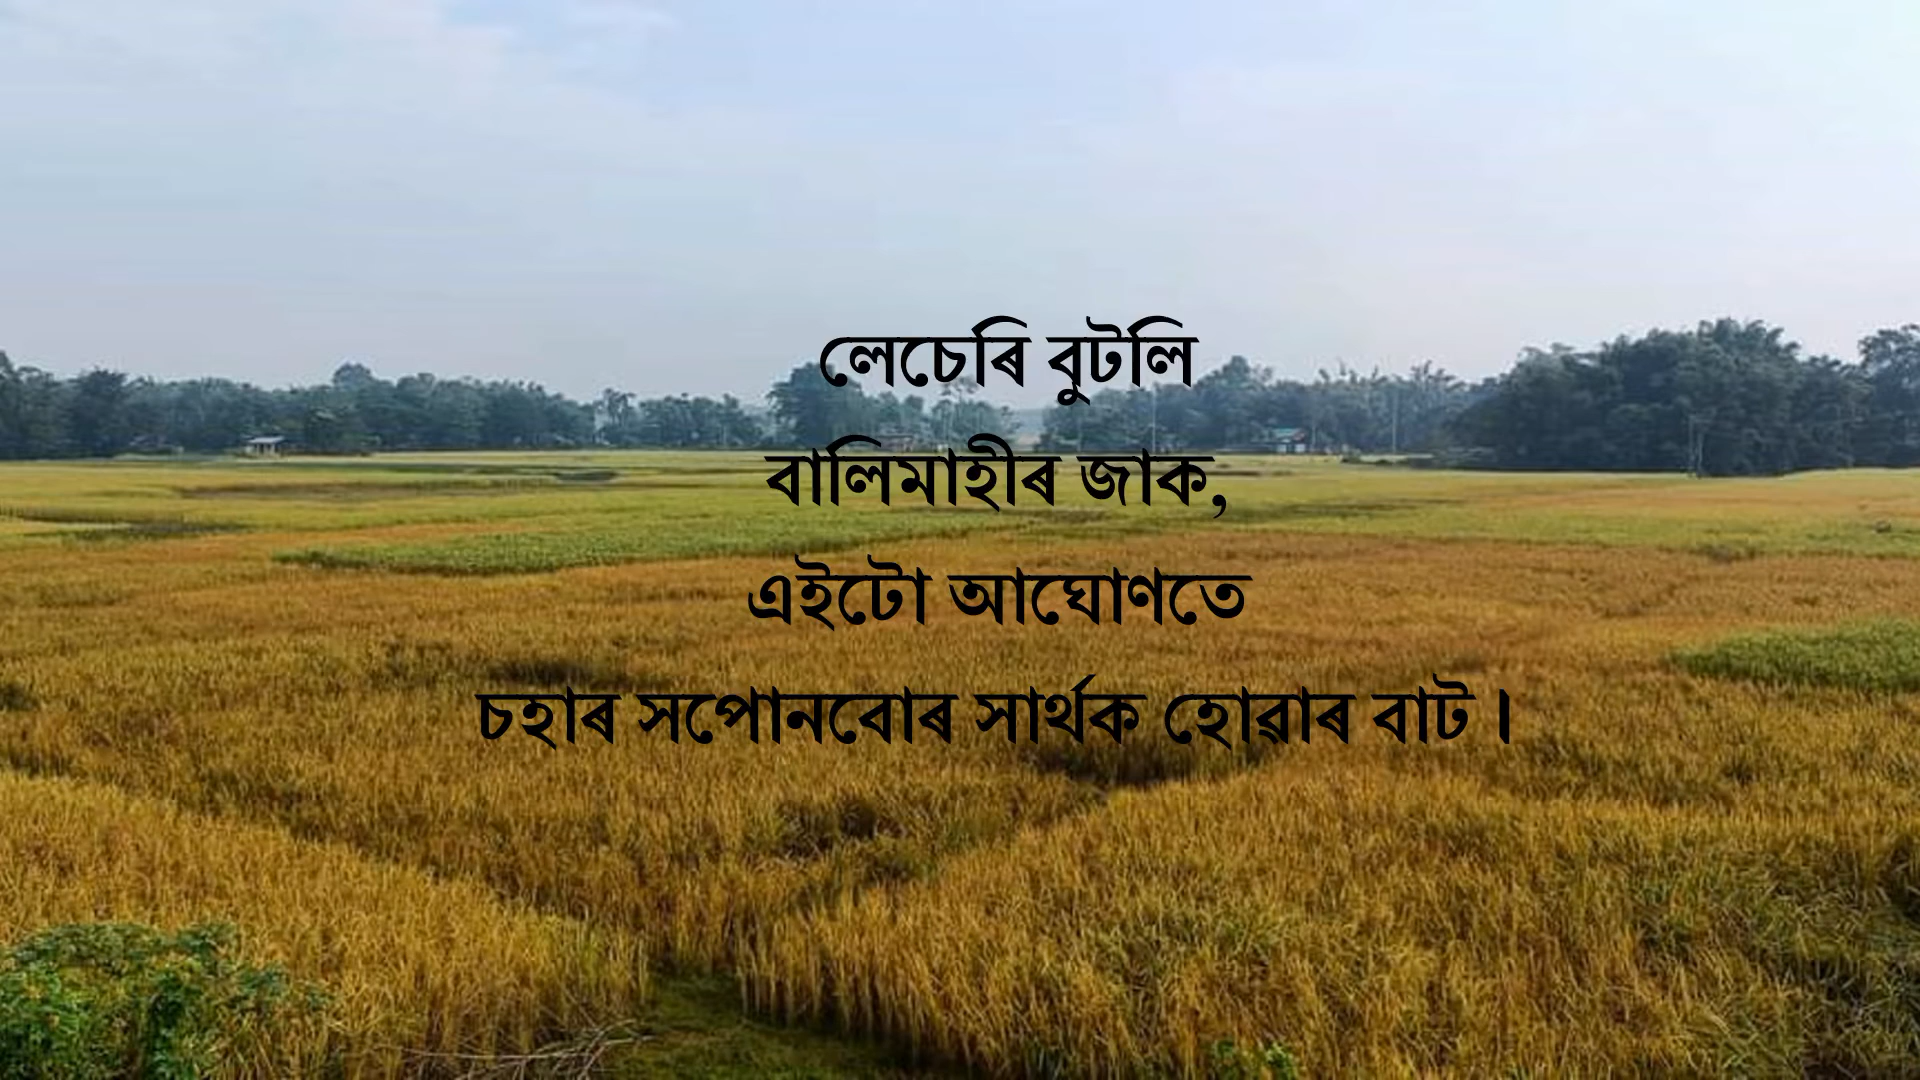 লেচেৰি বুটলি
বালিমাহীৰ জাক,
এইটো আঘোণতে
চহাৰ সপোনবোৰ সাৰ্থক হোৱাৰ বাট ।